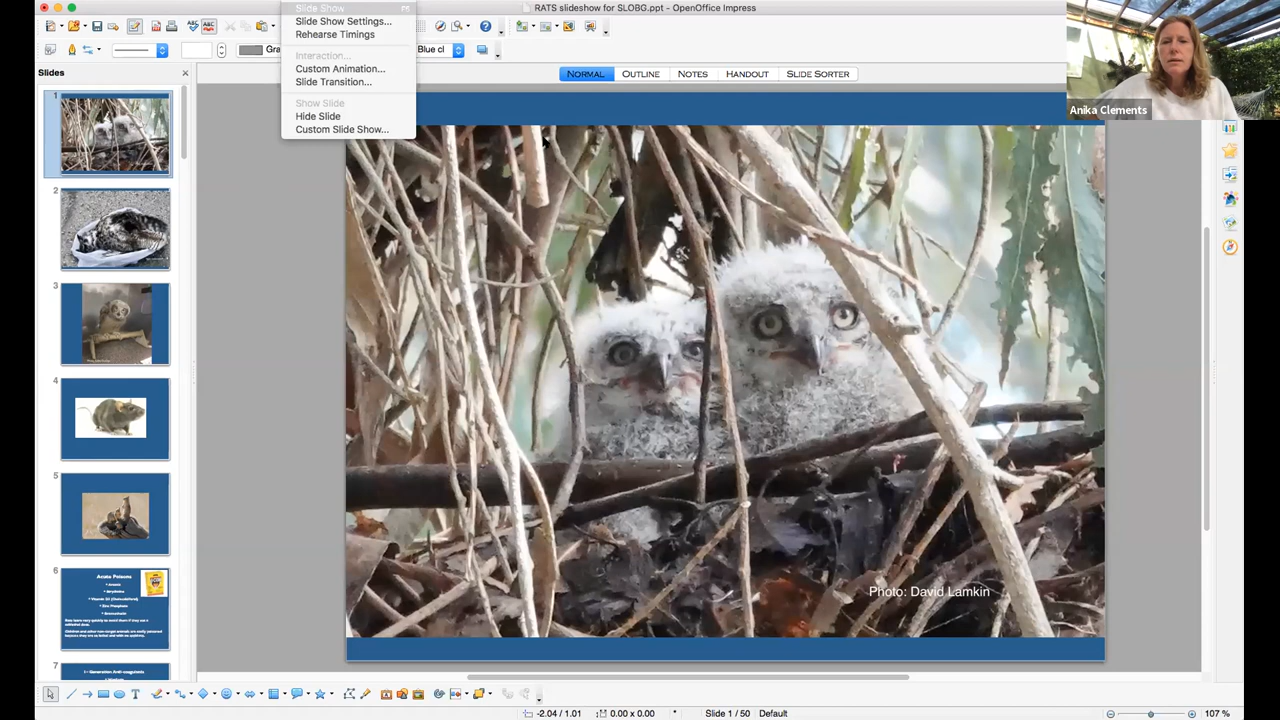 RATS slideshow for SLOBG.ppt - OpenOffice Impress
Slide Show F5
Slide Show Settings...
Rehearse Timings
Interaction...
Custom Animation...
Slide Transition...
Show Slide
Hide Slide
Custom Slide Show...
Blue cl
Slides
NORMAL OUTLINE NOTES HANDOUT SLIDE SORTER
Anika Clements
1
2
3
4
5
6
Acute Poisons
7
Photo: David Lamkin
-2.04 / 1.01 0.00 x 0.00 * Slide 1 / 50 Default 107 %